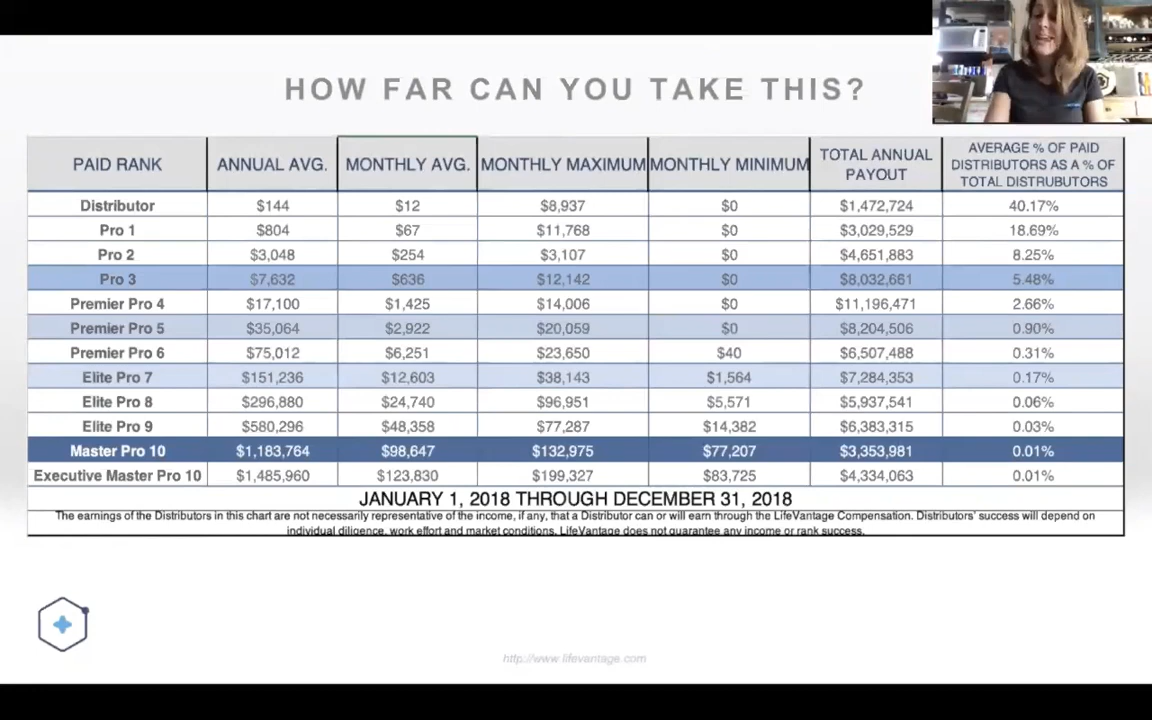 HOW FAR CAN YOU TAKE THIS?
PAID RANK ANNUAL AVG. MONTHLY AVG. MONTHLY MAXIMUM MONTHLY MINIMUM TOTAL ANNUAL PAYOUT AVERAGE % OF PAID DISTRIBUTORS AS A % OF TOTAL DISTRUBUTORS
Distributor $144 $12 $8,937 $0 $1,472,724 40.17%
Pro 1 $804 $67 $11,768 $0 $3,029,529 18.69%
Pro 2 $3,048 $254 $3,107 $0 $4,651,883 8.25%
Pro 3 $7,632 $636 $12,142 $0 $8,032,661 5.48%
Premier Pro 4 $17,100 $1,425 $14,006 $0 $11,196,471 2.66%
Premier Pro 5 $35,064 $2,922 $20,059 $0 $8,204,506 0.90%
Premier Pro 6 $75,012 $6,251 $23,650 $40 $6,507,488 0.31%
Elite Pro 7 $151,236 $12,603 $38,143 $1,564 $7,284,353 0.17%
Elite Pro 8 $296,880 $24,740 $96,951 $5,571 $5,937,541 0.06%
Elite Pro 9 $580,296 $48,358 $77,287 $14,382 $6,383,315 0.03%
Master Pro 10 $1,183,764 $98,647 $132,975 $77,207 $3,353,981 0.01%
Executive Master Pro 10 $1,485,960 $123,830 $199,327 $83,725 $4,334,063 0.01%
JANUARY 1, 2018 THROUGH DECEMBER 31, 2018
The earnings of the Distributors in this chart are not necessarily representative of the income, if any, that a Distributor can or will earn through the LifeVantage Compensation. Distributors' success will depend on
individual diligence, work effort and market conditions. LifeVantage does not guarantee any income or rank success.
http://www.lifevantage.com